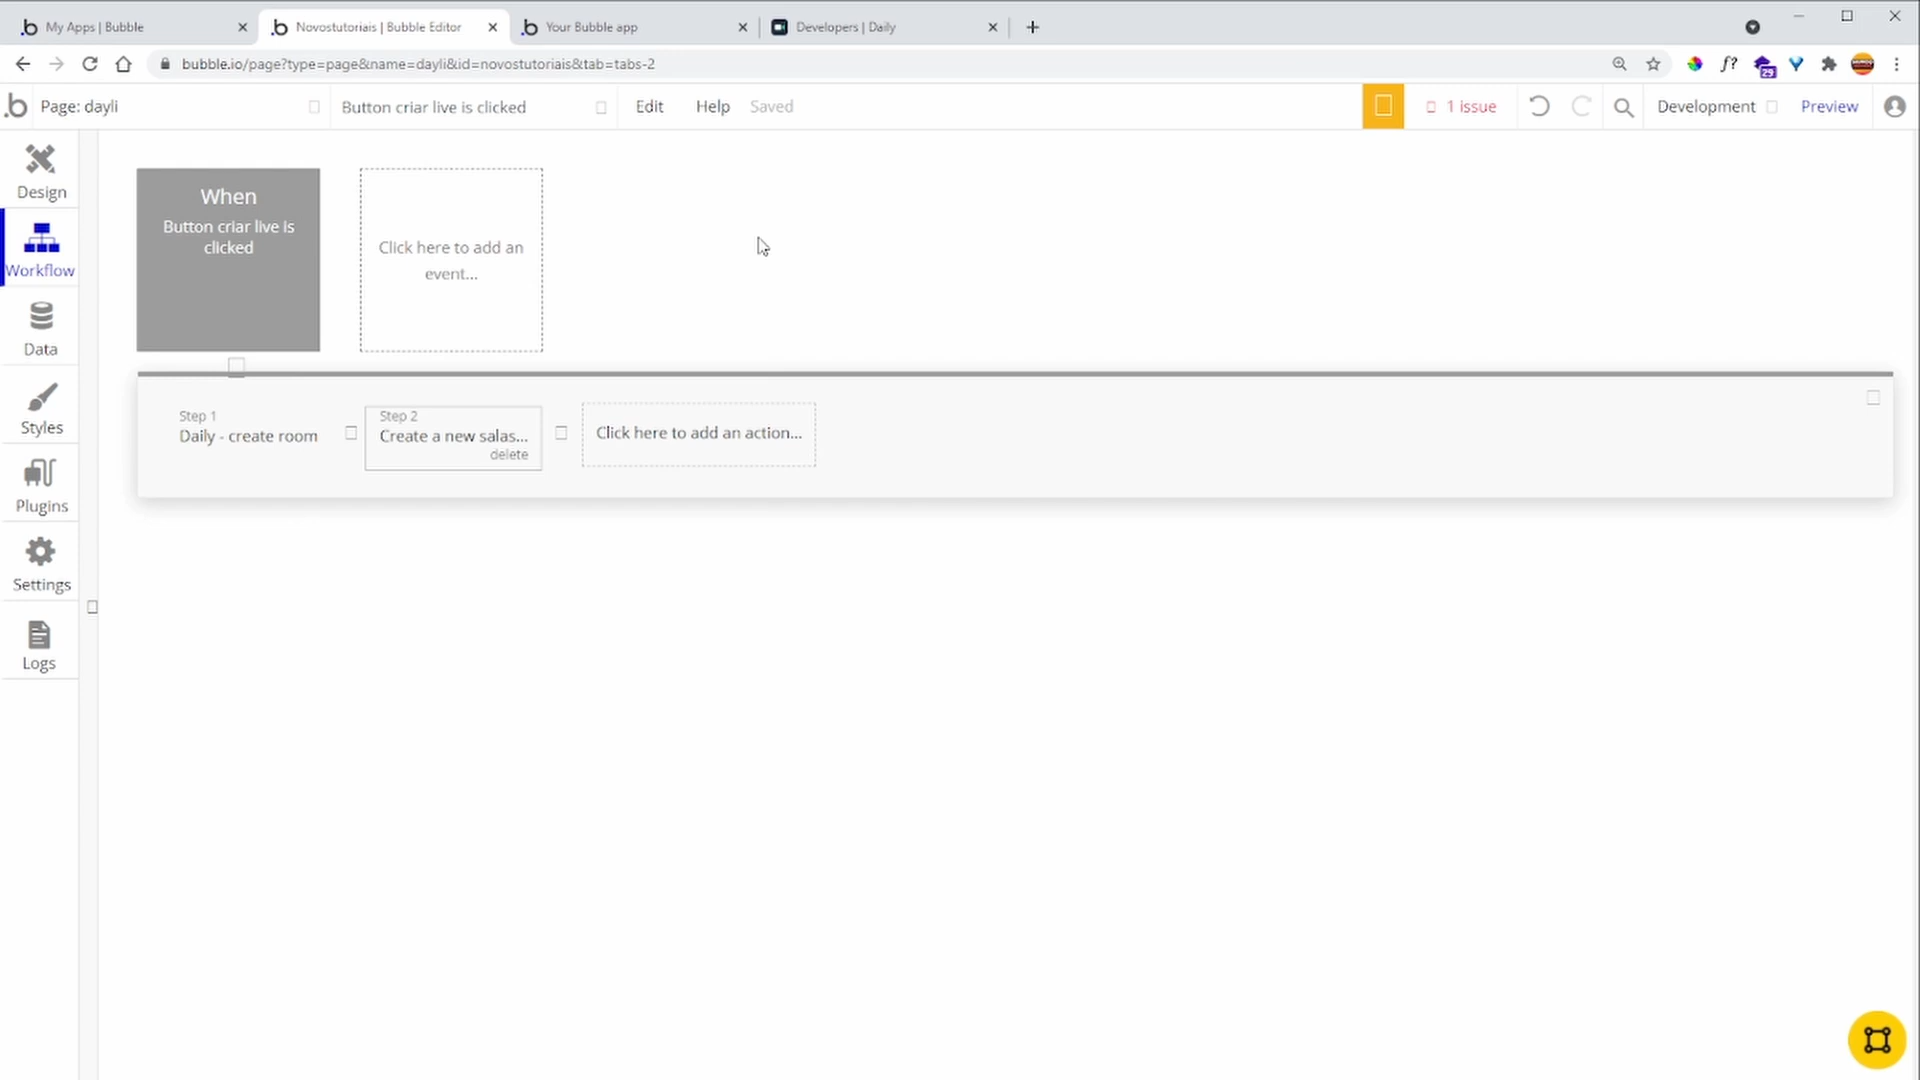 My Apps | Bubble
Novostutoriais | Bubble Editor
Your Bubble app
Developers | Daily
bubble.io/page?type=page&name=dayli&id=novostutoriais&tab=tabs-2
f?
25
Page: dayli
Button criar live is clicked
Edit
Help
Saved
1 issue
Development
Preview
Design
Workflow
Data
Styles
Plugins
Settings
Logs
When
Button criar live is
clicked
Click here to add an
event...
Step 1
Daily - create room
Step 2
Create a new salas...
delete
Click here to add an action...